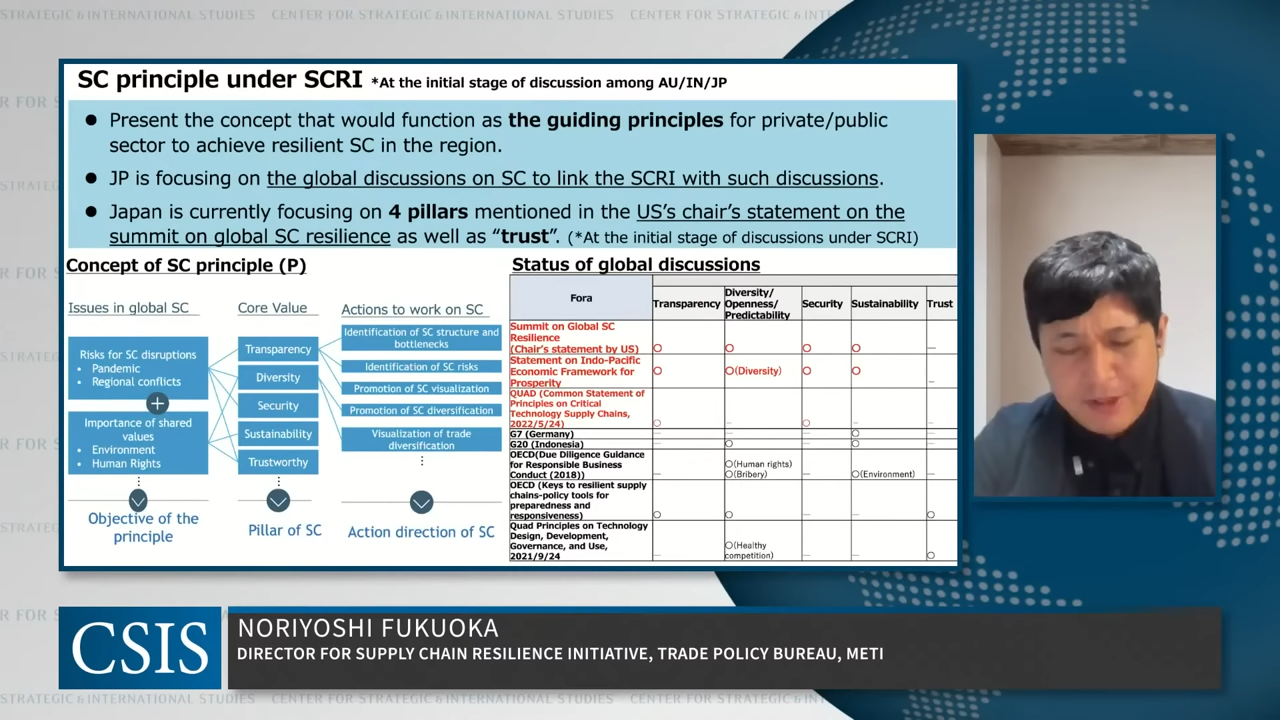 STRATEGIC & INTERNATIONAL STUDIES CENTER FOR STRATEGIC & INTERNATIONAL STUDIES CENTER FOR STRATEGIC & INTERNATIONAL
SC principle under SCRI *At the initial stage of discussion among AU/IN/JP
● Present the concept that would function as the guiding principles for private/public
sector to achieve resilient SC in the region.
● JP is focusing on the global discussions on SC to link the SCRI with such discussions.
● Japan is currently focusing on 4 pillars mentioned in the US's chair's statement on the
summit on global SC resilience as well as “trust”. (*At the initial stage of discussions under SCRI)
Concept of SC principle (P)
Issues in global SC
Core Value
Actions to work on SC
Risks for SC disruptions
• Pandemic
• Regional conflicts
+
Importance of shared
values
• Environment
• Human Rights
Objective of the
principle
Transparency
Diversity
Security
Sustainability
Trustworthy
Pillar of SC
Identification of SC structure and
bottlenecks
Identification of SC risks
Promotion of SC visualization
Promotion of SC diversification
Visualization of trade
diversification
Action direction of SC
Status of global discussions
Fora
Transparency
Diversity/
Openness/
Predictability
Security
Sustainability
Trust
Summit on Global SC
Resilience
(Chair's statement by US) ○ ○ ○ ○ —
Statement on Indo-Pacific
Economic Framework for
Prosperity ○ ○(Diversity) ○ ○ –
QUAD (Common Statement of
Principles on Critical
Technology Supply Chains,
2022/5/24) ○ – ○ – –
G7 (Germany) — — — ○ —
G20 (Indonesia) — ○ — ○ —
OECD(Due Diligence Guidance
for Responsible Business
Conduct (2018)) — ○(Human rights)
○(Bribery) — ○(Environment) —
OECD (Keys to resilient supply
chains-policy tools for
preparedness and
responsiveness) ○ ○ — — ○
Quad Principles on Technology
Design, Development,
Governance, and Use,
2021/9/24 — ○(Healthy
competition) — — ○
CSIS
NORIYOSHI FUKUOKA
DIRECTOR FOR SUPPLY CHAIN RESILIENCE INITIATIVE, TRADE POLICY BUREAU, METI
STRATEGIC & INTERNATIONAL STUDIES CENTER FOR STRATEGIC & INTERNATIONAL STUDIES CENTER FOR STRATEGIC & IN